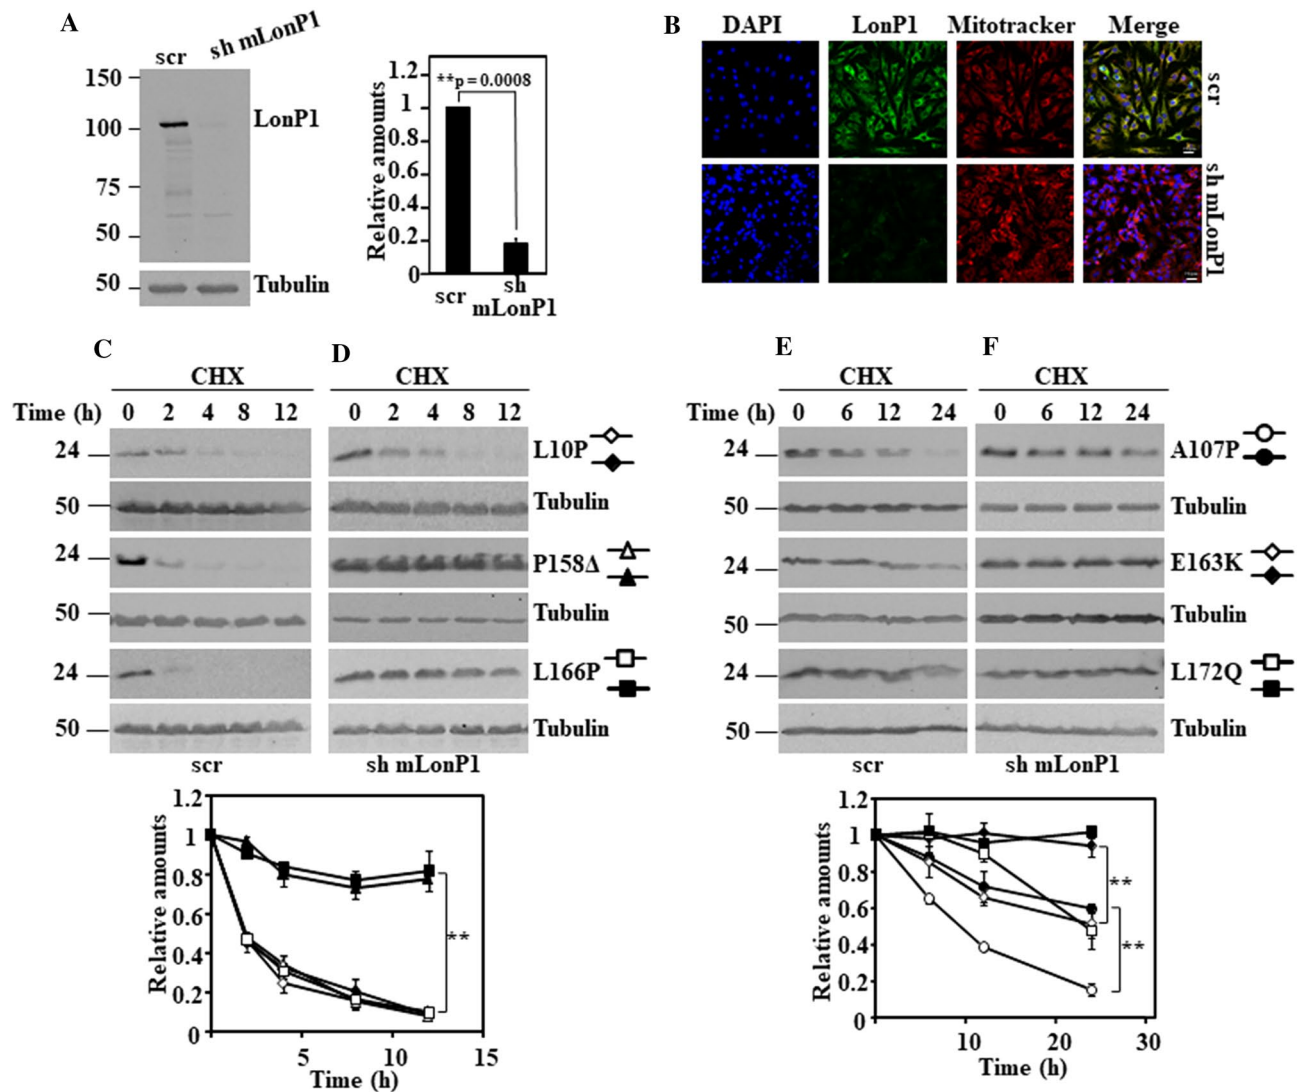 A
scr
sh mLonP1
150
100
75
50
50
LonP1
Tubulin
Relative amounts
1.2
1
0.8
0.6
0.4
0.2
0
**p = 0.0008
scr
sh
mLonP1
B
DAPI LonP1 Mitotracker Merge
scr
sh mLonP1
C
CHX
Time (h) 0 2 4 8 12
24
50
24
50
24
50
scr
D
CHX
0 2 4 8 12
L10P
Tubulin
P158Δ
Tubulin
L166P
Tubulin
sh mLonP1
1.2
1
0.8
0.6
0.4
0.2
0
Relative amounts
**
5 10 15
Time (h)
E
CHX
Time (h) 0 6 12 24
24
50
24
50
24
50
scr
F
CHX
0 6 12 24
A107P
Tubulin
E163K
Tubulin
L172Q
Tubulin
sh mLonP1
1.2
1
0.8
0.6
0.4
0.2
0
Relative amounts
**
**
10 20 30
Time (h)